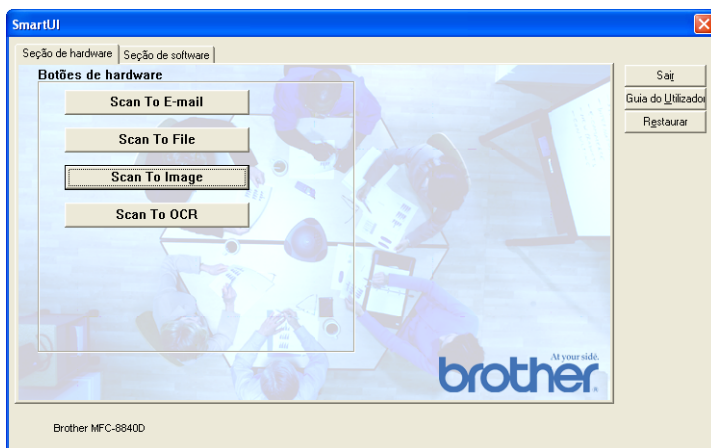 SmartUI
Seção de hardware
Seção de software
Botões de hardware
Scan To E-mail
Scan To File
Scan To Image
Scan To OCR
Sair
Guia do Utilizador
Restaurar
At your side.
brother
Brother MFC-8840D